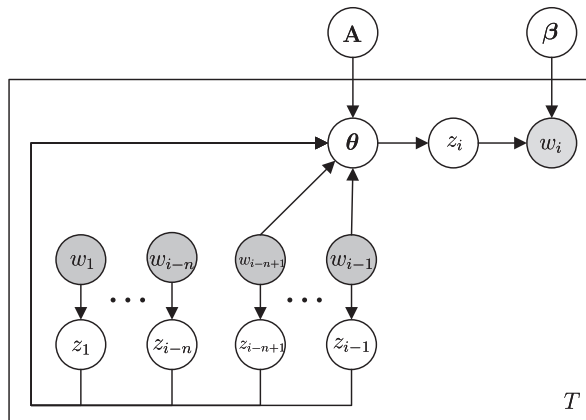 A β
θ z_i w_i
w_1 ... w_{i-n} w_{i-n+1} ... w_{i-1}
z_1 z_{i-n} z_{i-n+1} z_{i-1}
T